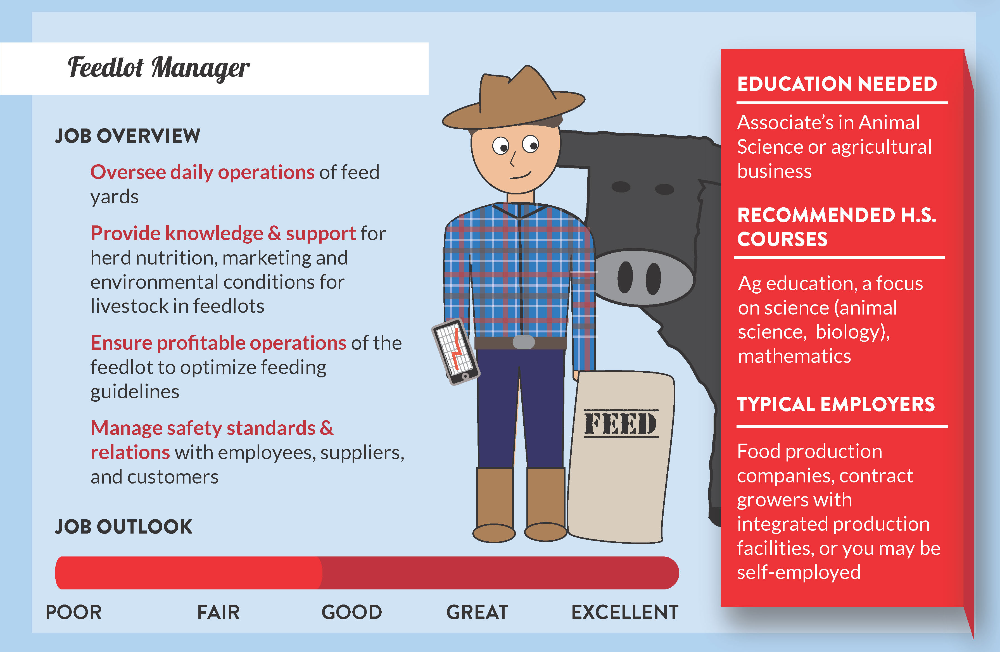 Feedlot Manager
JOB OVERVIEW
Oversee daily operations of feed
yards
Provide knowledge & support for
herd nutrition, marketing and
environmental conditions for
livestock in feedlots
Ensure profitable operations of the
feedlot to optimize feeding
guidelines
Manage safety standards &
relations with employees, suppliers,
and customers
JOB OUTLOOK
POOR FAIR GOOD GREAT EXCELLENT
FEED
EDUCATION NEEDED
Associate’s in Animal
Science or agricultural
business
RECOMMENDED H.S.
COURSES
Ag education, a focus
on science (animal
science, biology),
mathematics
TYPICAL EMPLOYERS
Food production
companies, contract
growers with
integrated production
facilities, or you may be
self-employed